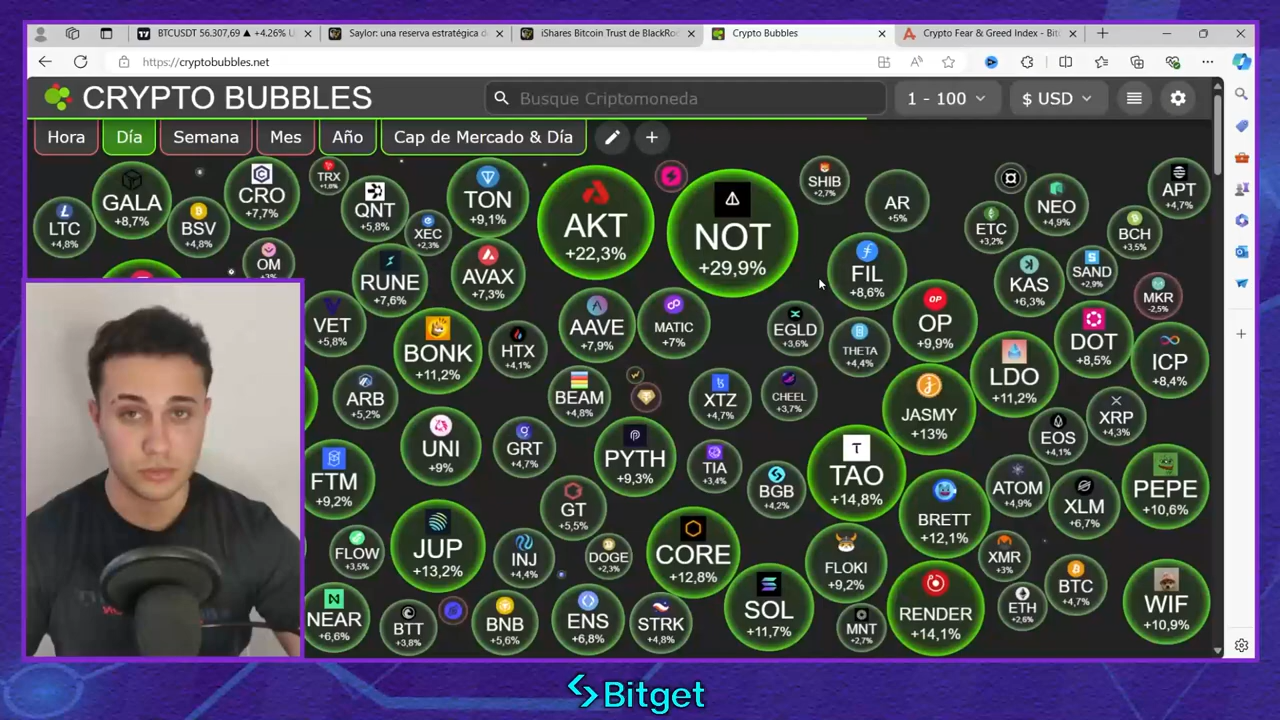 BTCUSDT 56.307,69 ▲ +4.26% U
Saylor: una reserva estratégica d
iShares Bitcoin Trust de BlackRo
Crypto Bubbles
Crypto Fear & Greed Index - Bit
https://cryptobubbles.net
CRYPTO BUBBLES
Busque Criptomoneda
1 - 100
$ USD
Hora
Día
Semana
Mes
Año
Cap de Mercado & Día
LTC
+4,8%
GALA
+8,7%
BSV
+4,8%
CRO
+7,7%
OM
+3%
TRX
+1,8%
QNT
+5,8%
XEC
+2,3%
TON
+9,1%
AKT
+22,3%
NOT
+29,9%
SHIB
+2,7%
AR
+5%
ETC
+3,2%
NEO
+4,9%
BCH
+3,5%
APT
+4,7%
RUNE
+7,6%
AVAX
+7,3%
FIL
+8,6%
KAS
+6,3%
SAND
+2,9%
MKR
-2,5%
VET
+5,8%
BONK
+11,2%
HTX
+4,1%
AAVE
+7,9%
MATIC
+7%
EGLD
+3,6%
THETA
+4,4%
OP
+9,9%
LDO
+11,2%
DOT
+8,5%
ICP
+8,4%
ARB
+5,2%
BEAM
+4,8%
XTZ
+4,7%
CHEEL
+3,7%
JASMY
+13%
XRP
+4,3%
EOS
+4,1%
UNI
+9%
GRT
+4,7%
PYTH
+9,3%
TIA
+3,4%
BGB
+4,2%
TAO
+14,8%
FTM
+9,2%
GT
+5,5%
ATOM
+4,9%
XLM
+6,7%
PEPE
+10,6%
BRETT
+12,1%
FLOW
+3,5%
JUP
+13,2%
INJ
+4,4%
DOGE
+2,3%
CORE
+12,8%
FLOKI
+9,2%
XMR
+3%
NEAR
+6,6%
BTT
+3,8%
BNB
+5,6%
ENS
+6,8%
STRK
+4,8%
SOL
+11,7%
MNT
+2,7%
RENDER
+14,1%
ETH
+2,6%
BTC
+4,7%
WIF
+10,9%
Bitget